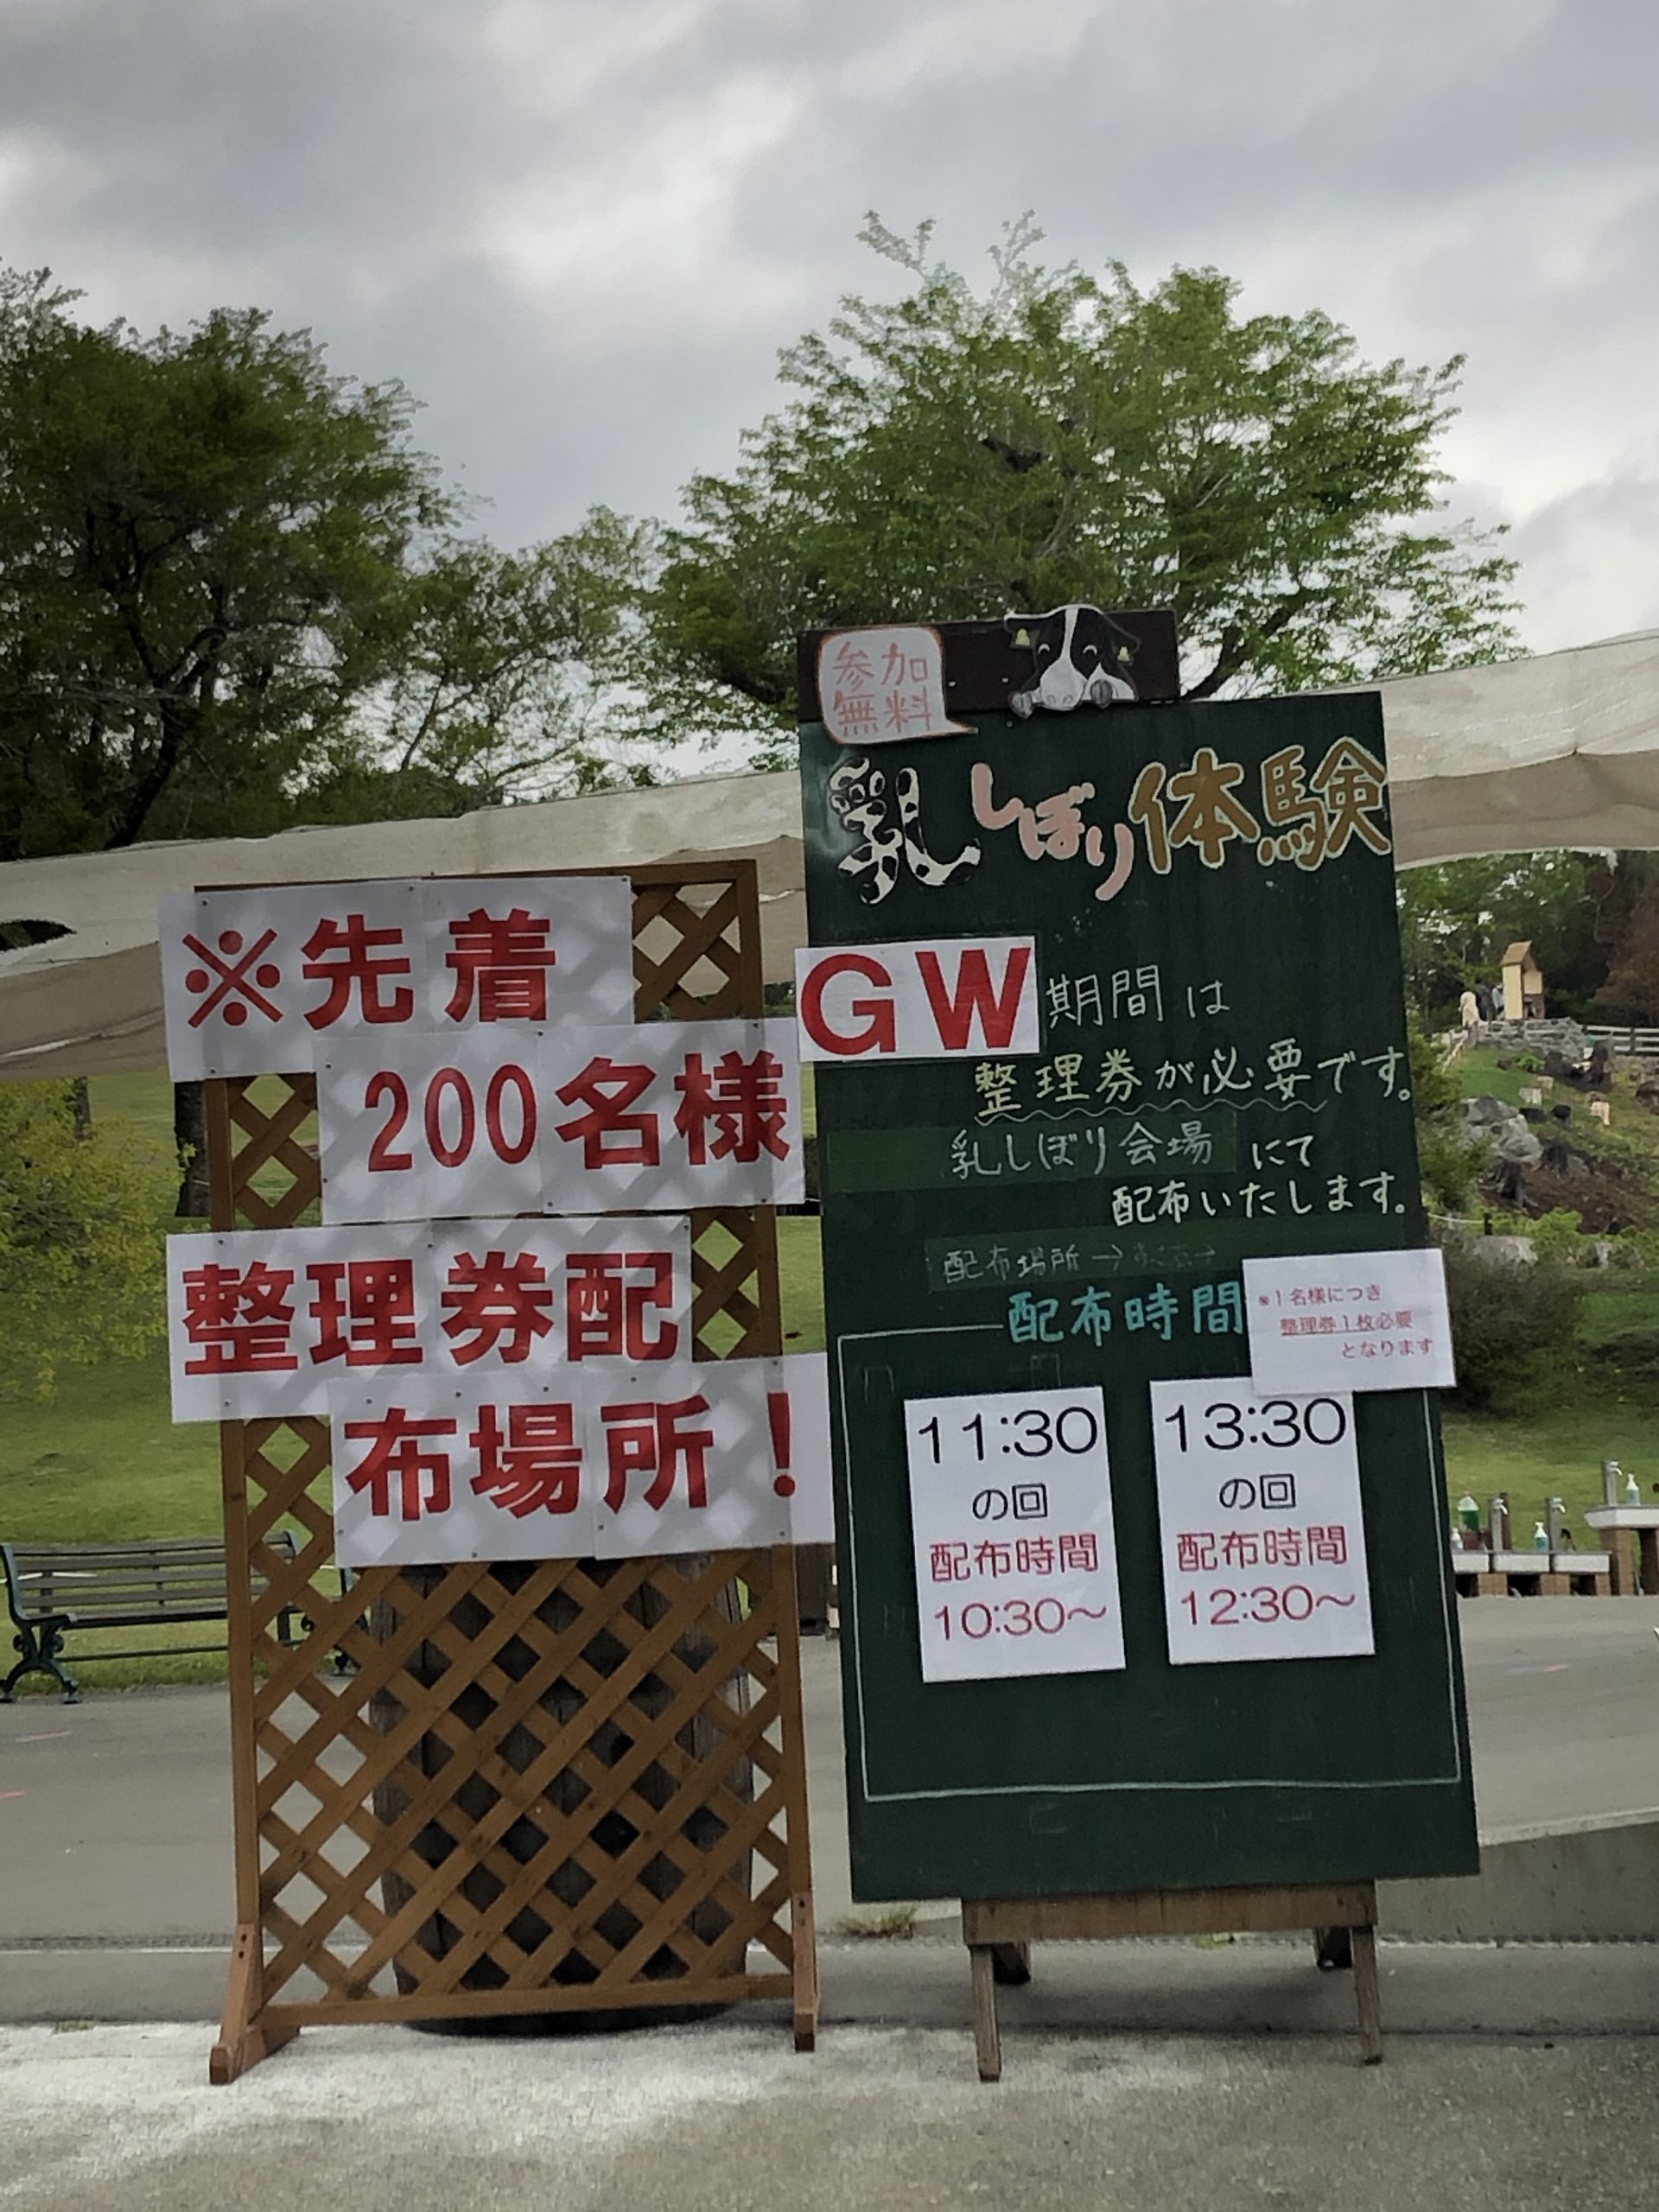 ※先着
200名様
整理券配
布場所！
参加
無料
乳しぼり体験
GW期間は
整理券が必要です。
乳しぼり会場 にて
配布いたします。
配布場所→
配布時間
※1名様につき
整理券1枚必要
となります
11:30
の回
配布時間
10:30～
13:30
の回
配布時間
12:30～